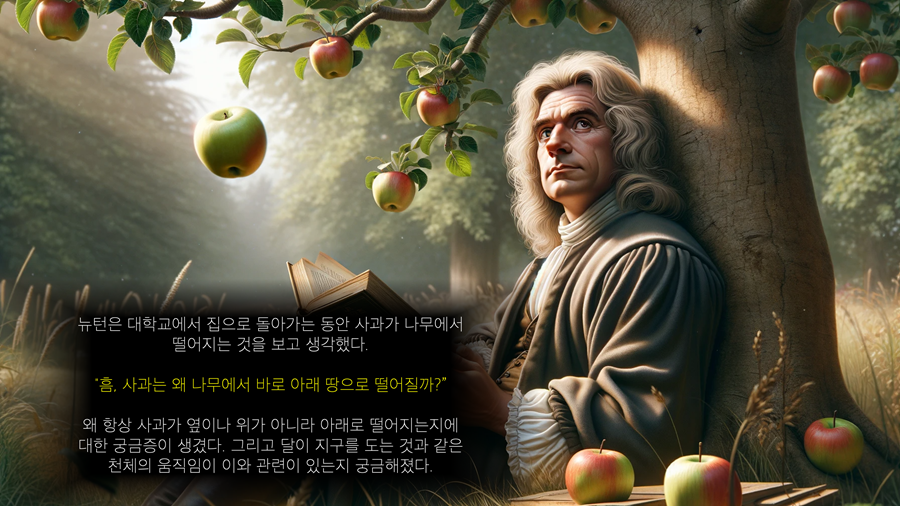 뉴턴은 대학교에서 집으로 돌아가는 동안 사과가 나무에서
떨어지는 것을 보고 생각했다.
"흠, 사과는 왜 나무에서 바로 아래 땅으로 떨어질까?”
왜 항상 사과가 옆이나 위가 아니라 아래로 떨어지는지에
대한 궁금증이 생겼다. 그리고 달이 지구를 도는 것과 같은
천체의 움직임이 이와 관련이 있는지 궁금해졌다.